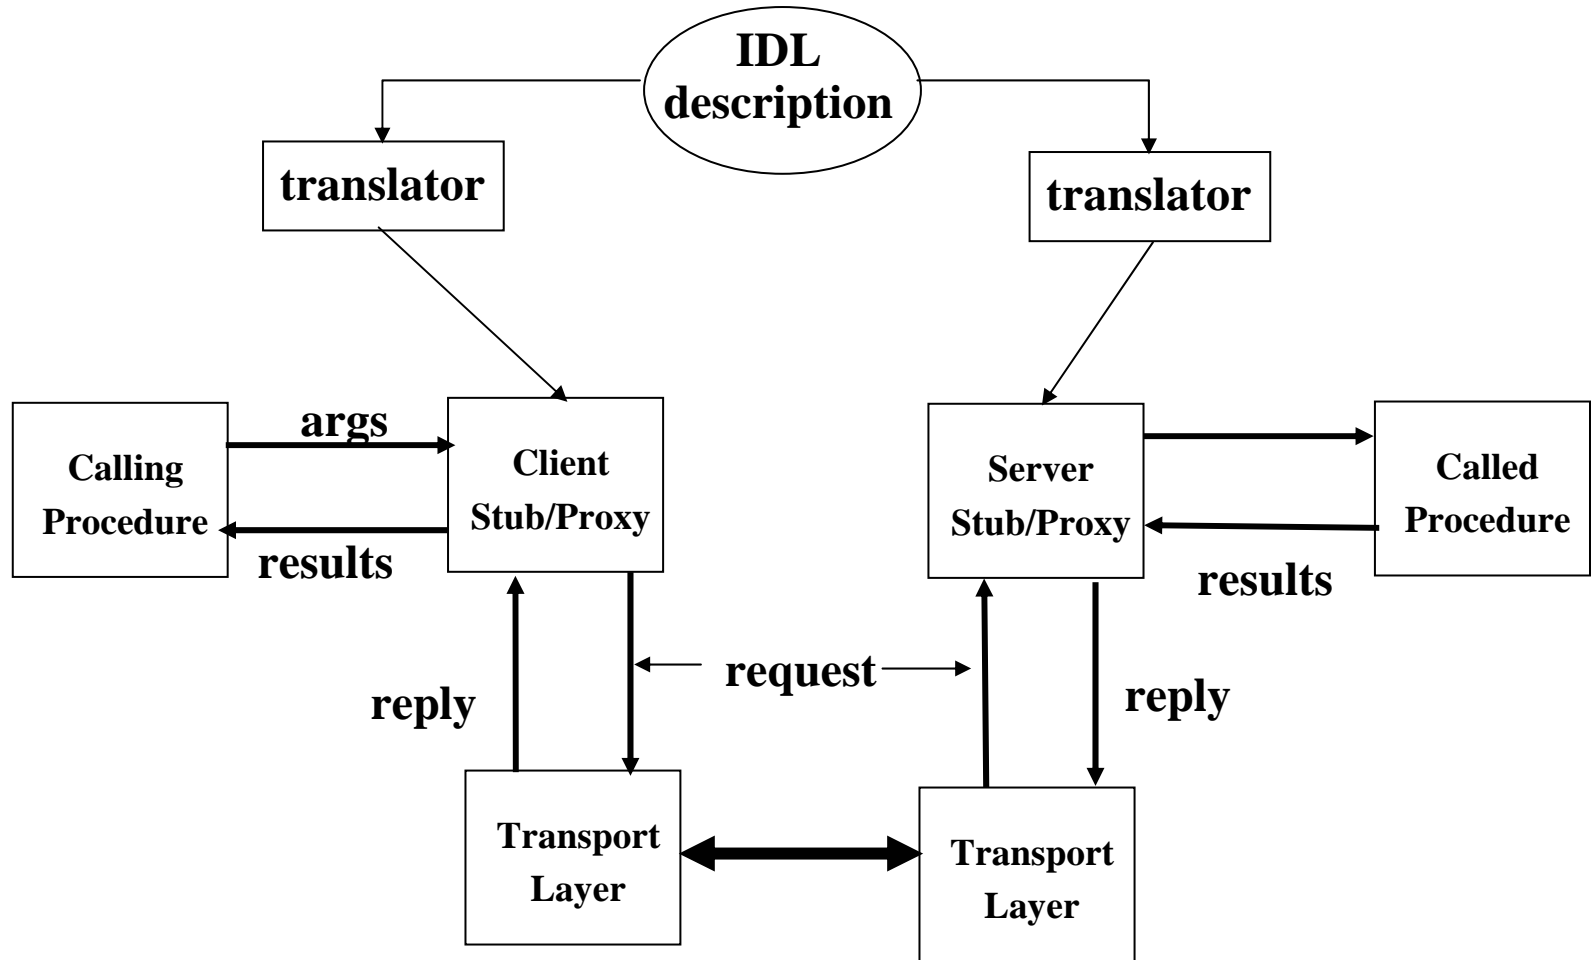 IDL
description
translator
translator
args
Calling
Procedure
Client
Stub/Proxy
results
Server
Stub/Proxy
Called
Procedure
results
request
reply
reply
Transport
Layer
Transport
Layer